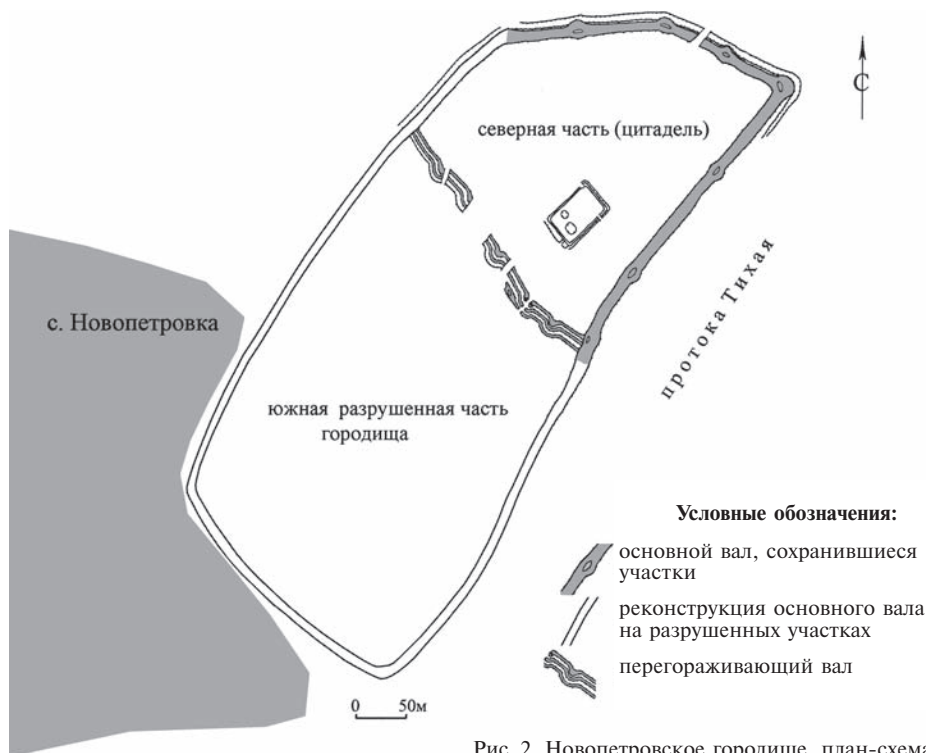 С
северная часть (цитадель)
протока Тихая
с. Новопетровка
южная разрушенная часть
городища
Условные обозначения:
основной вал, сохранившиеся
участки
реконструкция основного вала
на разрушенных участках
перегораживающий вал
0 50м
Рис. 2. Новопетровское городище, план-схема